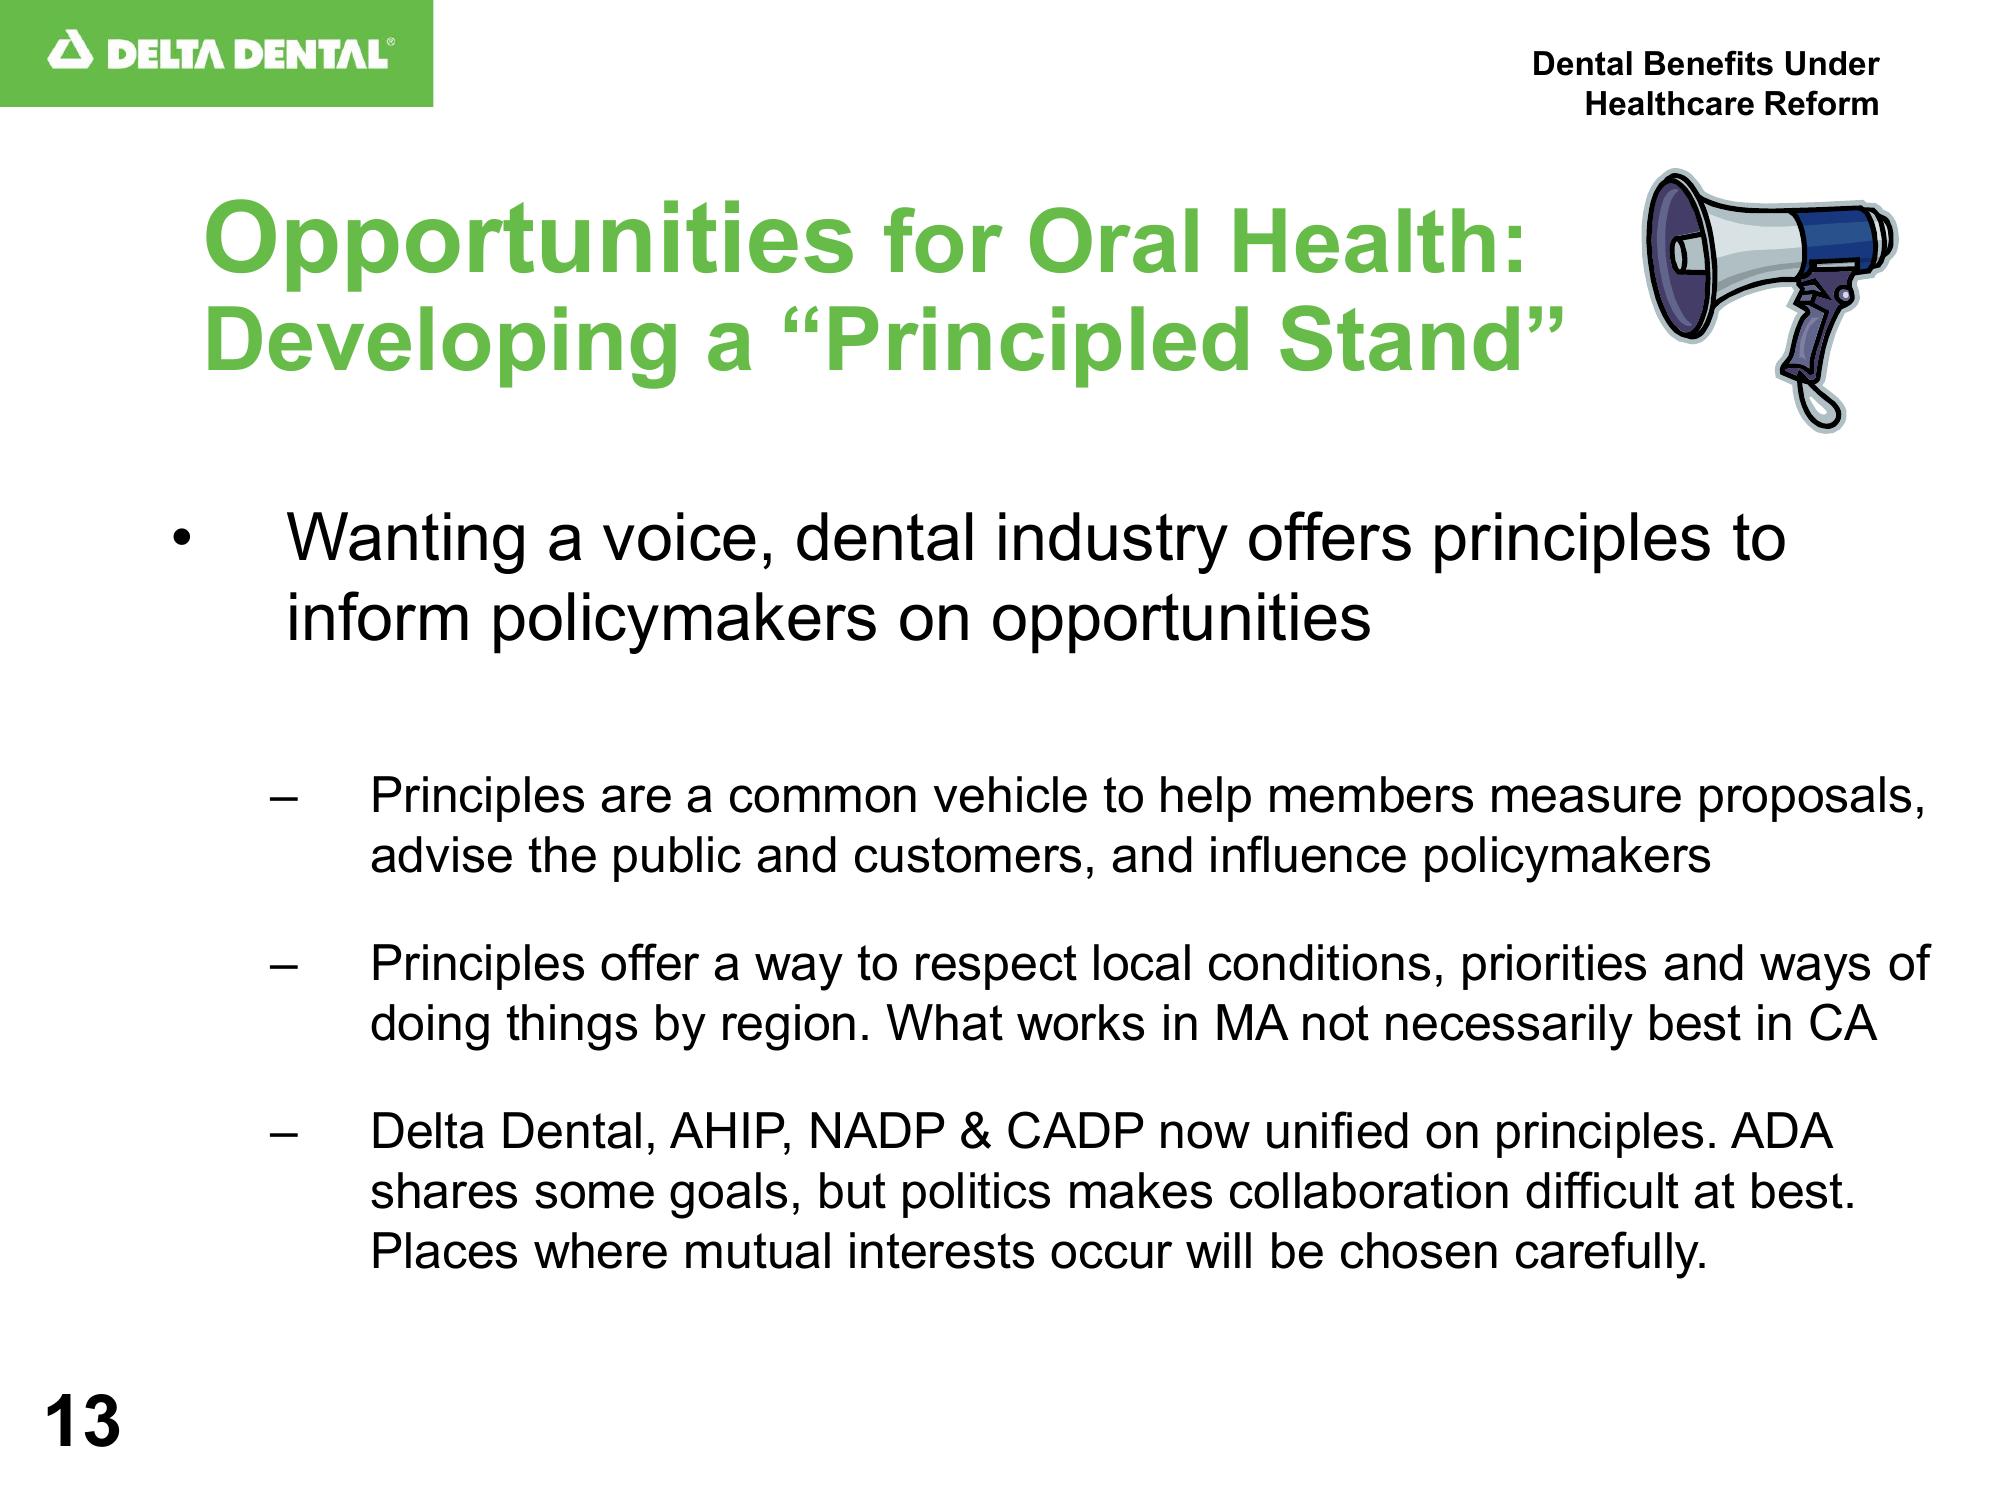 DELTA DENTAL®
Dental Benefits Under
Healthcare Reform
Opportunities for Oral Health:
Developing a “Principled Stand”
• Wanting a voice, dental industry offers principles to
inform policymakers on opportunities
– Principles are a common vehicle to help members measure proposals,
advise the public and customers, and influence policymakers
– Principles offer a way to respect local conditions, priorities and ways of
doing things by region. What works in MA not necessarily best in CA
– Delta Dental, AHIP, NADP & CADP now unified on principles. ADA
shares some goals, but politics makes collaboration difficult at best.
Places where mutual interests occur will be chosen carefully.
13